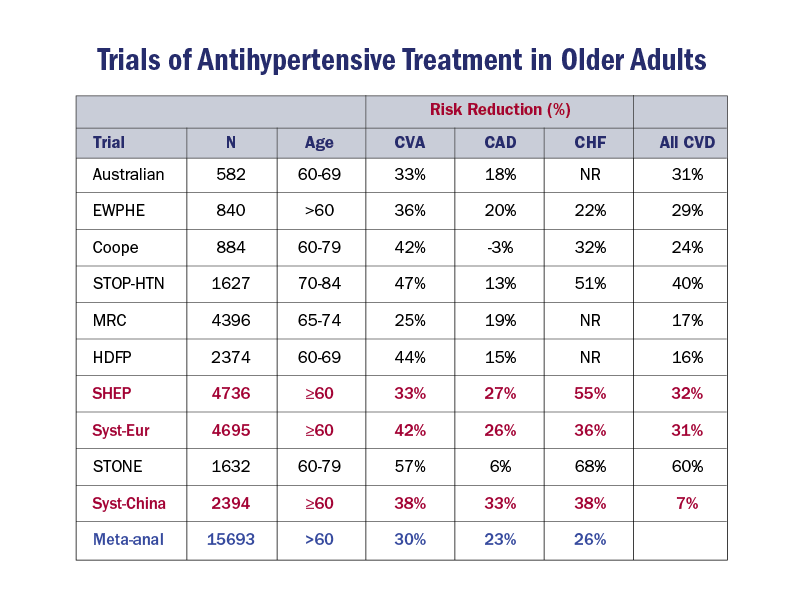 Trials of Antihypertensive Treatment in Older Adults
Risk Reduction (%)
Trial N Age CVA CAD CHF All CVD
Australian 582 60-69 33% 18% NR 31%
EWPHE 840 >60 36% 20% 22% 29%
Coope 884 60-79 42% -3% 32% 24%
STOP-HTN 1627 70-84 47% 13% 51% 40%
MRC 4396 65-74 25% 19% NR 17%
HDFP 2374 60-69 44% 15% NR 16%
SHEP 4736 ≥60 33% 27% 55% 32%
Syst-Eur 4695 ≥60 42% 26% 36% 31%
STONE 1632 60-79 57% 6% 68% 60%
Syst-China 2394 ≥60 38% 33% 38% 7%
Meta-anal 15693 >60 30% 23% 26%